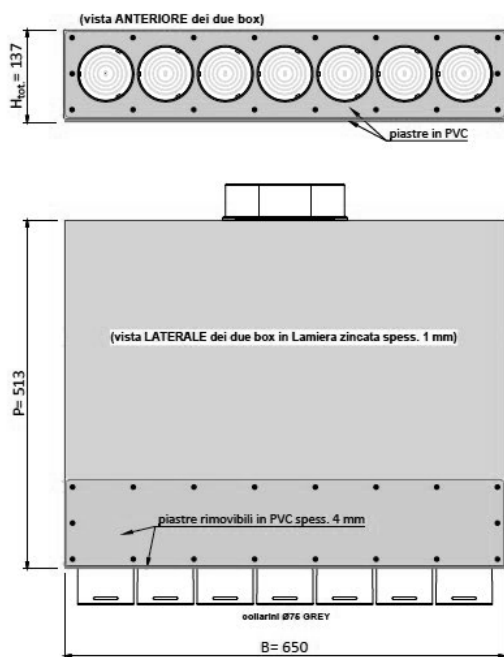 (vista ANTERIORE dei due box)
Htot.= 137
piastre in PVC
(vista LATERALE dei due box in Lamiera zincata spess. 1 mm)
P= 513
piastre rimovibili in PVC spess. 4 mm
collarini Ø75 GREY
B= 650